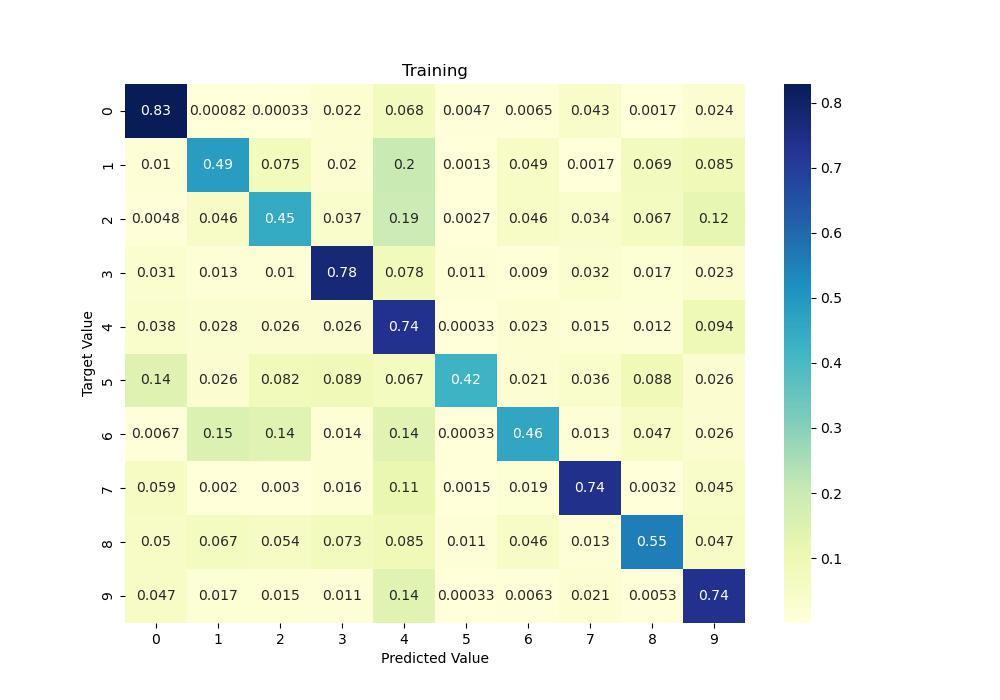 Training
0 0.83 0.00082 0.00033 0.022 0.068 0.0047 0.0065 0.043 0.0017 0.024
1 0.01 0.49 0.075 0.02 0.2 0.0013 0.049 0.0017 0.069 0.085
2 0.0048 0.046 0.45 0.037 0.19 0.0027 0.046 0.034 0.067 0.12
3 0.031 0.013 0.01 0.78 0.078 0.011 0.009 0.032 0.017 0.023
4 0.038 0.028 0.026 0.026 0.74 0.00033 0.023 0.015 0.012 0.094
5 0.14 0.026 0.082 0.089 0.067 0.42 0.021 0.036 0.088 0.026
6 0.0067 0.15 0.14 0.014 0.14 0.00033 0.46 0.013 0.047 0.026
7 0.059 0.002 0.003 0.016 0.11 0.0015 0.019 0.74 0.0032 0.045
8 0.05 0.067 0.054 0.073 0.085 0.011 0.046 0.013 0.55 0.047
9 0.047 0.017 0.015 0.011 0.14 0.00033 0.0063 0.021 0.0053 0.74
0 1 2 3 4 5 6 7 8 9
Predicted Value
Target Value
0.8
0.7
0.6
0.5
0.4
0.3
0.2
0.1